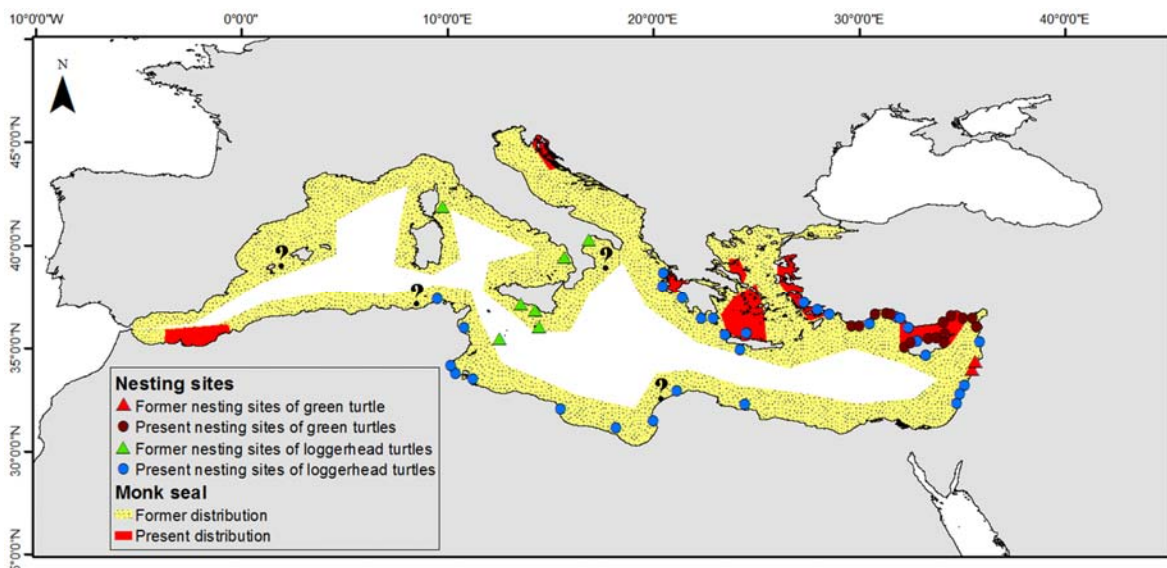 10°0'0"W 0°0'0" 10°0'0"E 20°0'0"E 30°0'0"E 40°0'0"E
N
45°0'0"N
40°0'0"N
?
?
?
35°0'0"N
?
Nesting sites
Former nesting sites of green turtle
Present nesting sites of green turtles
Former nesting sites of loggerhead turtles
Present nesting sites of loggerhead turtles
30°0'0"N
Monk seal
Former distribution
Present distribution
5°0'0"N